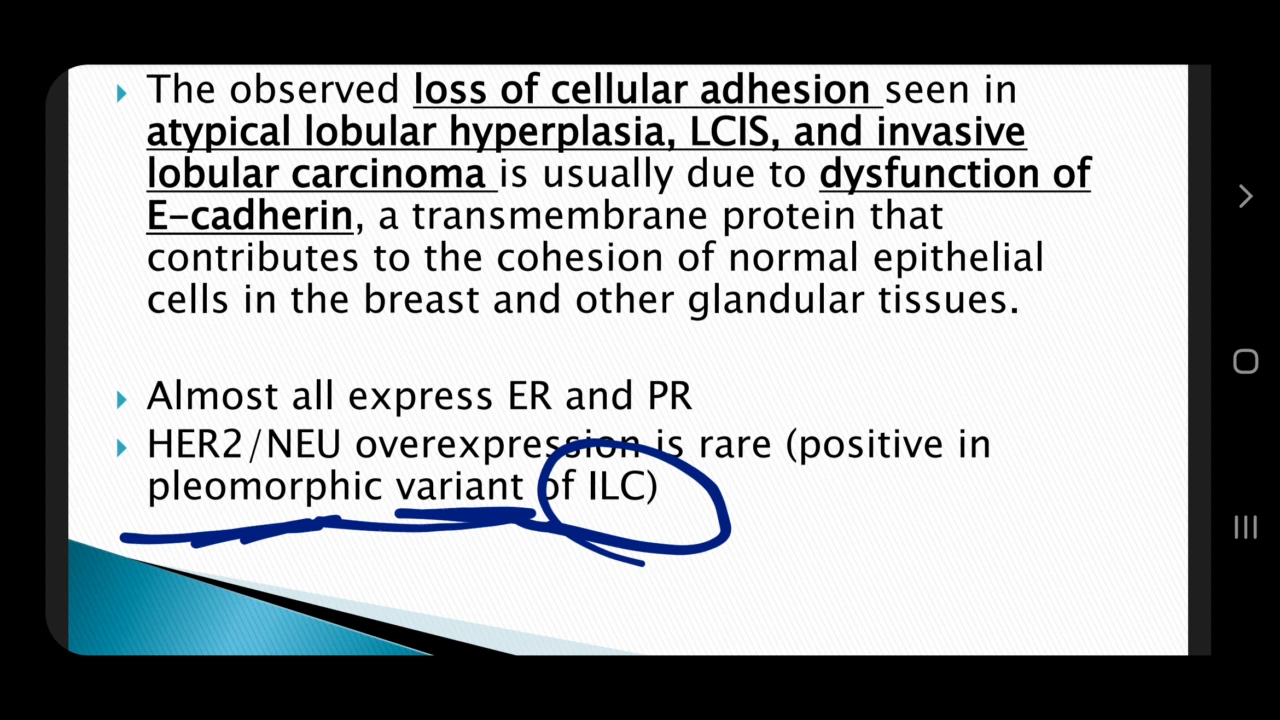 The observed loss of cellular adhesion seen in
atypical lobular hyperplasia, LCIS, and invasive
lobular carcinoma is usually due to dysfunction of
E-cadherin, a transmembrane protein that
contributes to the cohesion of normal epithelial
cells in the breast and other glandular tissues.
Almost all express ER and PR
HER2/NEU overexpression is rare (positive in
pleomorphic variant of ILC)